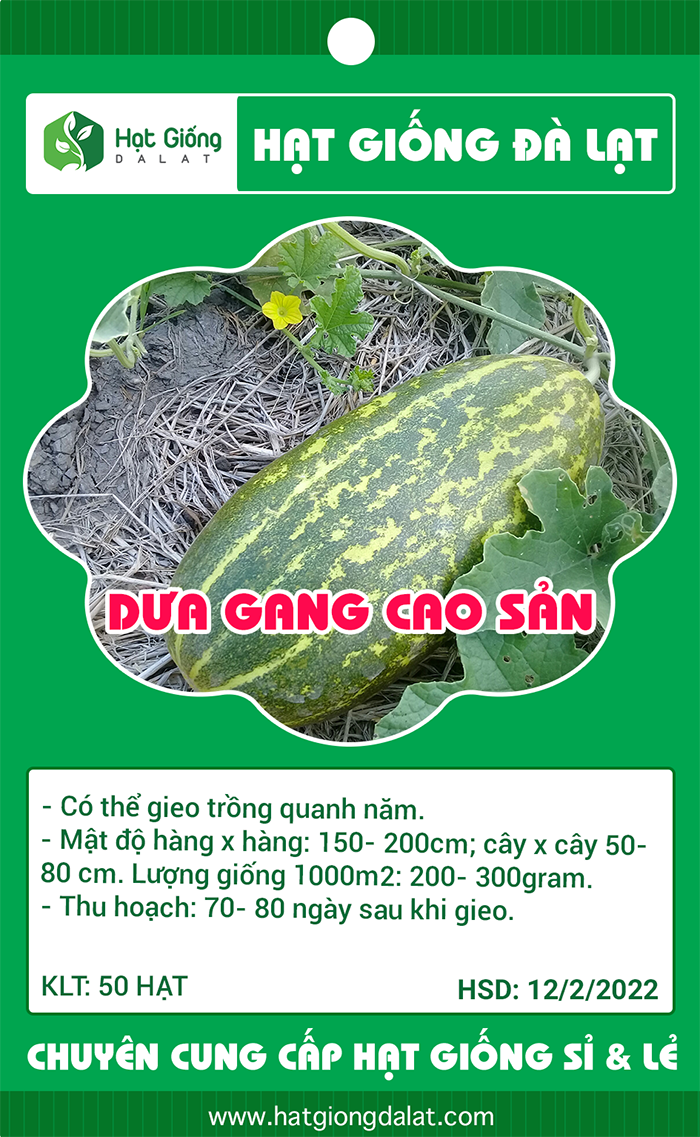 Hạt Giống
DALAT
HẠT GIỐNG ĐÀ LẠT
DƯA GANG CAO SẢN
- Có thể gieo trồng quanh năm.
- Mật độ hàng x hàng: 150- 200cm; cây x cây 50-
80 cm. Lượng giống 1000m2: 200- 300gram.
- Thu hoạch: 70- 80 ngày sau khi gieo.
KLT: 50 HẠT
HSD: 12/2/2022
CHUYÊN CUNG CẤP HẠT GIỐNG SỈ & LẺ
www.hatgiongdalat.com